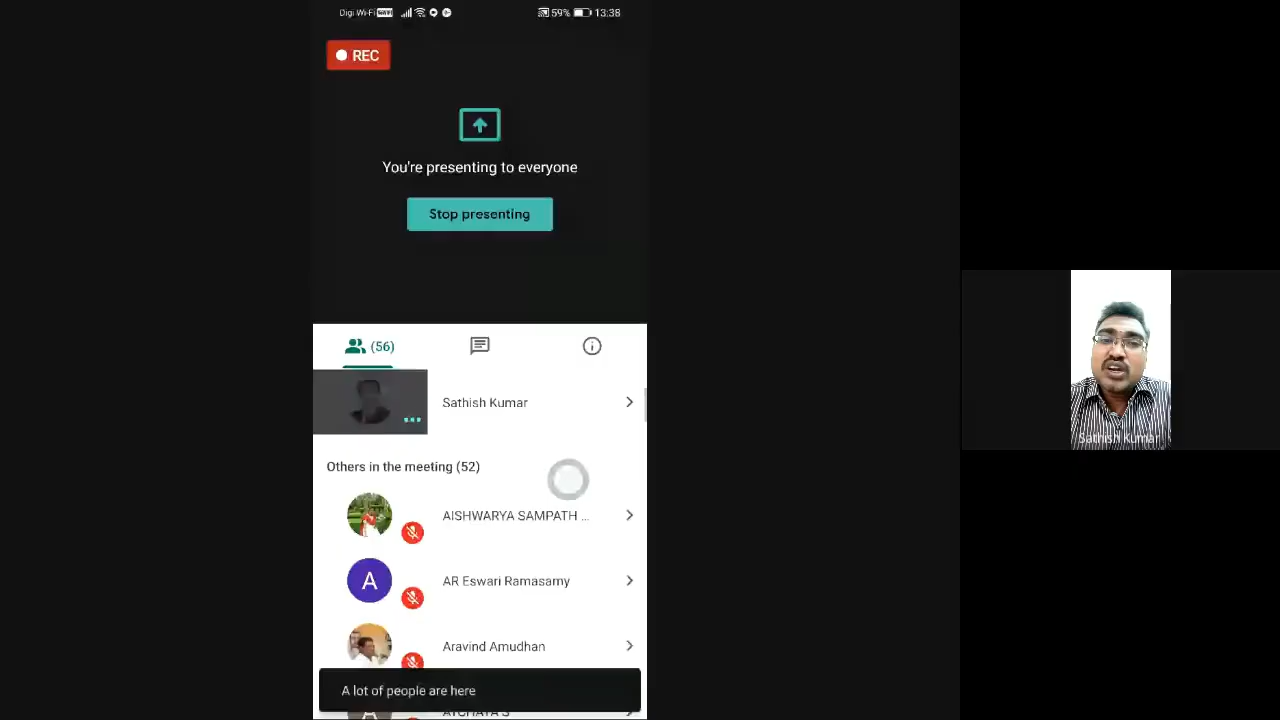 Digi Wi-Fi 59% 13:38
REC
You're presenting to everyone
Stop presenting
(56)
Sathish Kumar
Others in the meeting (52)
AISHWARYA SAMPATH ...
AR Eswari Ramasamy
A
Aravind Amudhan
A lot of people are here
ATCHAYA S
Sathish Kumar